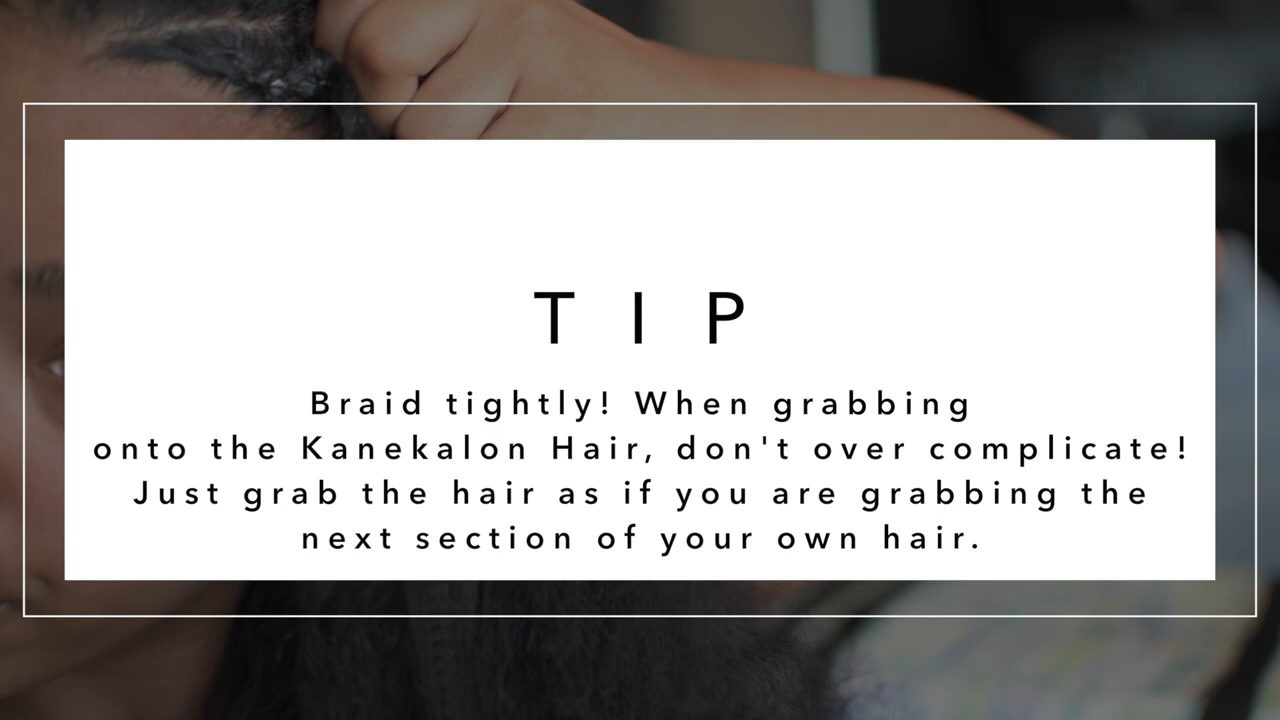 TIP
Braid tightly! When grabbing
onto the Kanekalon Hair, don't over complicate!
Just grab the hair as if you are grabbing the
next section of your own hair.